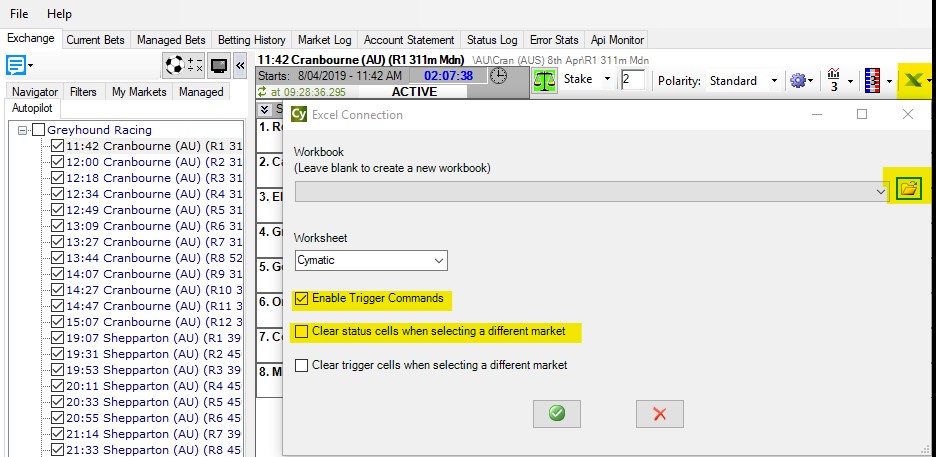 File Help
Exchange Current Bets Managed Bets Betting History Market Log Account Statement Status Log Error Stats Api Monitor
11:42 Cranbourne (AU) (R1 311m Mdn) \AU\Cran (AUS) 8th Apr\R1 311m Mdn
Starts: 8/04/2019 - 11:42 AM 02:07:38
Stake 2 Polarity: Standard 3
at 09:28:36.295 ACTIVE
Navigator Filters My Markets Managed
Autopilot
Greyhound Racing
11:42 Cranbourne (AU) (R1 31
12:00 Cranbourne (AU) (R2 31
12:18 Cranbourne (AU) (R3 31
12:34 Cranbourne (AU) (R4 31
12:49 Cranbourne (AU) (R5 31
13:09 Cranbourne (AU) (R6 31
13:27 Cranbourne (AU) (R7 31
13:44 Cranbourne (AU) (R8 52
14:07 Cranbourne (AU) (R9 31
14:27 Cranbourne (AU) (R10 3
14:47 Cranbourne (AU) (R11 3
15:07 Cranbourne (AU) (R12 3
19:07 Shepparton (AU) (R1 39
19:31 Shepparton (AU) (R2 45
19:53 Shepparton (AU) (R3 39
20:11 Shepparton (AU) (R4 45
20:33 Shepparton (AU) (R5 45
20:55 Shepparton (AU) (R6 45
21:14 Shepparton (AU) (R7 39
21:33 Shepparton (AU) (R8 45
S
1. R
2. C
3. El
4. G
5. G
6. O
7. C
8. M
Cy Excel Connection
Workbook
(Leave blank to create a new workbook)
Worksheet
Cymatic
Enable Trigger Commands
Clear status cells when selecting a different market
Clear trigger cells when selecting a different market